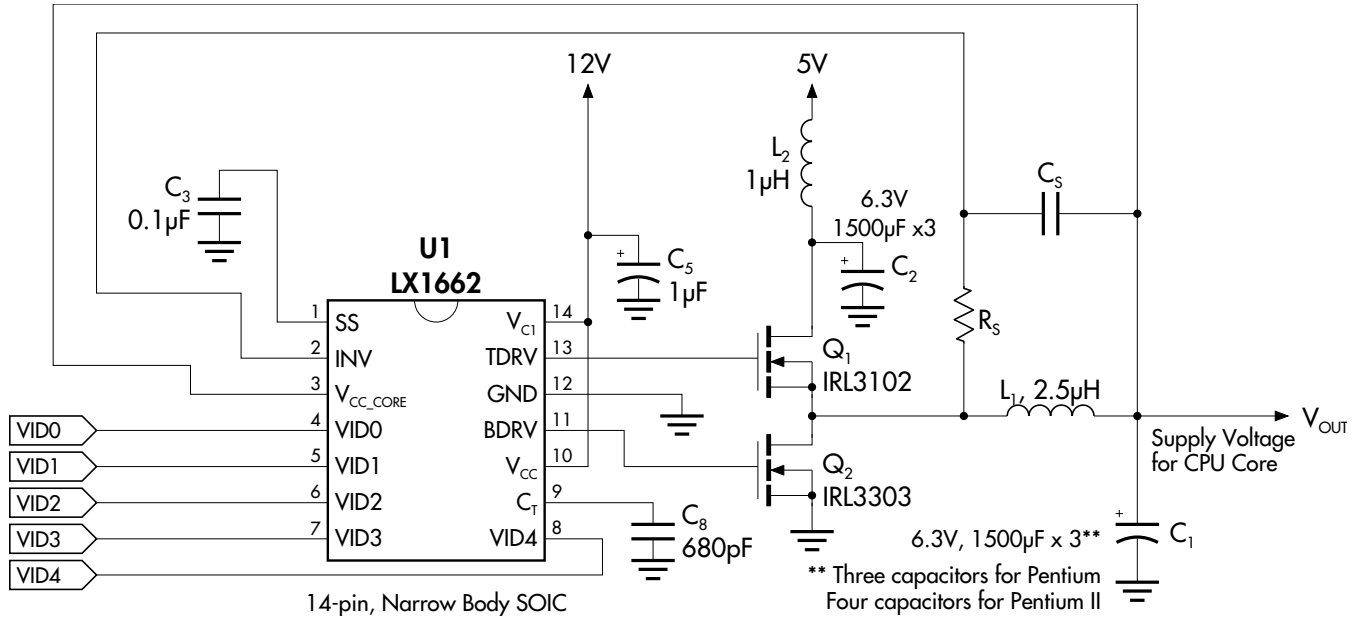 12V
5V
L2
1µH
C3
0.1µF
CS
6.3V
1500µF x3
U1
LX1662
C5
1µF
C2
1 SS
2 INV
3 VCC_CORE
4 VID0
5 VID1
6 VID2
7 VID3
VC1 14
TDRV 13
GND 12
BDRV 11
VCC 10
CT 9
VID4 8
RS
Q1
IRL3102
L1, 2.5µH
VOUT
Supply Voltage
for CPU Core
Q2
IRL3303
VID0
VID1
VID2
VID3
VID4
C8
680pF
6.3V, 1500µF x 3**
C1
** Three capacitors for Pentium
Four capacitors for Pentium II
14-pin, Narrow Body SOIC
+
+
+